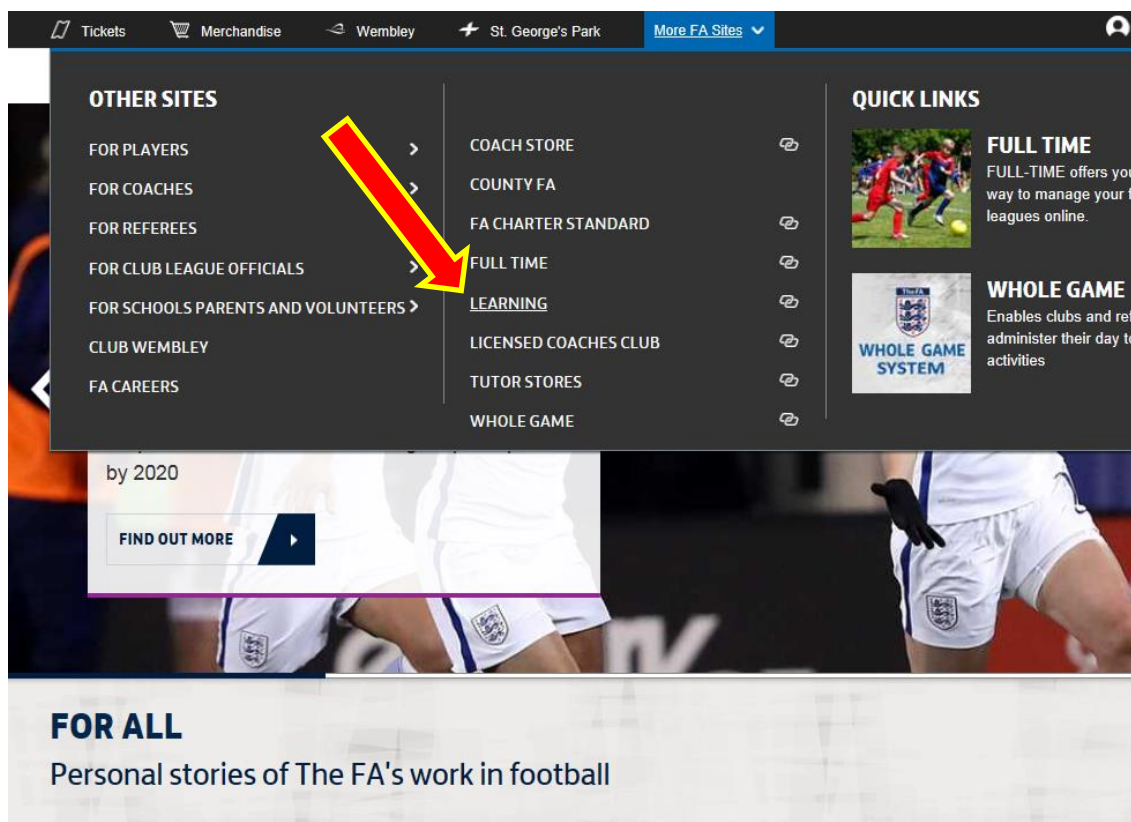 Tickets Merchandise Wembley St. George's Park More FA Sites
OTHER SITES
FOR PLAYERS
FOR COACHES
FOR REFEREES
FOR CLUB LEAGUE OFFICIALS
FOR SCHOOLS PARENTS AND VOLUNTEERS
CLUB WEMBLEY
FA CAREERS
COACH STORE
COUNTY FA
FA CHARTER STANDARD
FULL TIME
LEARNING
LICENSED COACHES CLUB
TUTOR STORES
WHOLE GAME
QUICK LINKS
FULL TIME
FULL-TIME offers you
way to manage your
leagues online.
TheFA
WHOLE GAME
SYSTEM
WHOLE GAME
Enables clubs and ref
administer their day to
activities
by 2020
FIND OUT MORE
FOR ALL
Personal stories of The FA's work in football